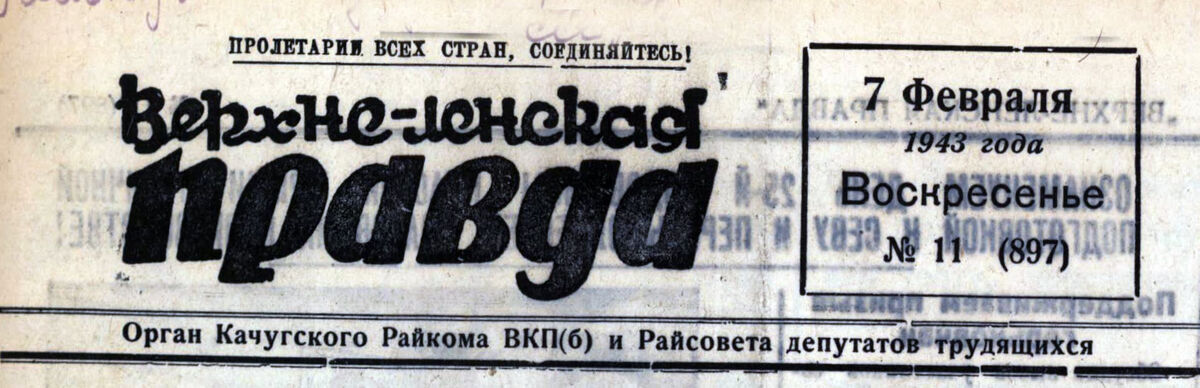 ПРОЛЕТАРИИ ВСЕХ СТРАН, СОЕДИНЯЙТЕСЬ!
Верхне-ленская
правда
7 Февраля
1943 года
Воскресенье
№ 11 (897)
Орган Качугского Райкома ВКП(б) и Райсовета депутатов трудящихся